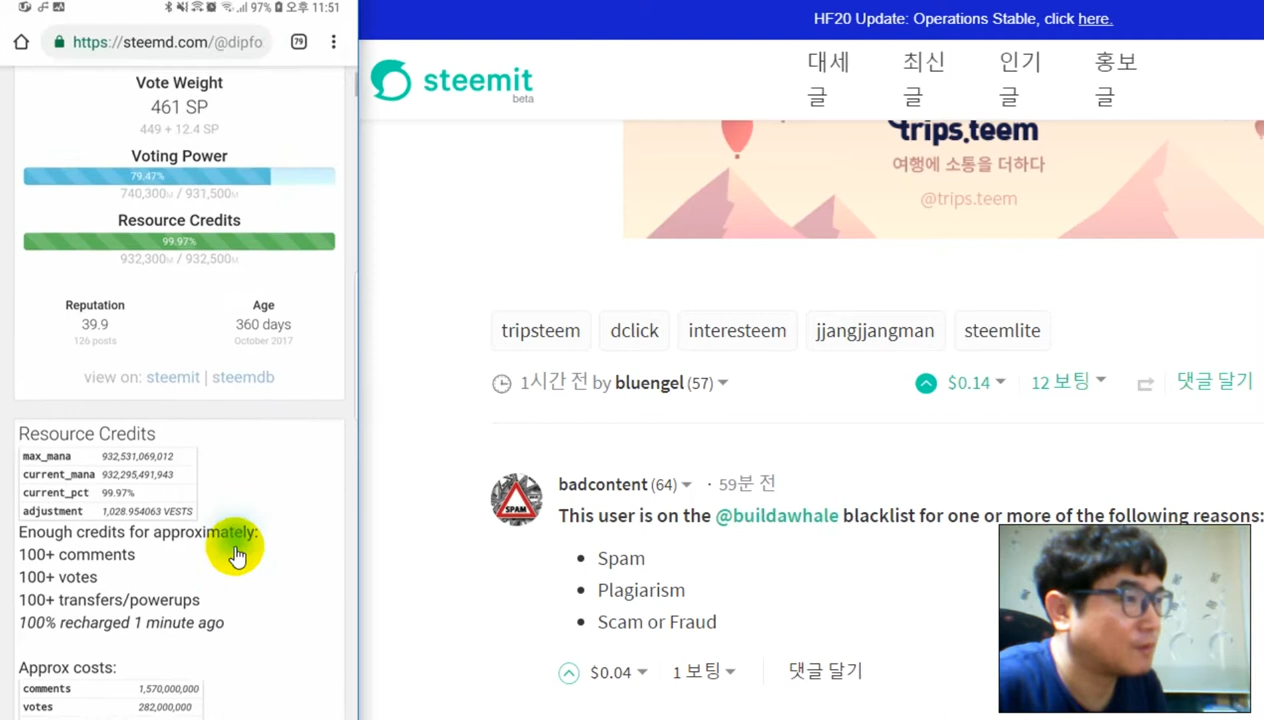 97% 오후 11:51
https://steemd.com/@dipfo
79
Vote Weight
461 SP
449 + 12.4 SP
Voting Power
79.47%
740,300M / 931,500M
Resource Credits
99.97%
932,300M / 932,500M
Reputation
Age
39.9
360 days
126 posts
October 2017
view on: steemit | steemdb
Resource Credits
max_mana 932,531,069,012
current_mana 932,295,491,943
current_pct 99.97%
adjustment 1,028.954063 VESTS
Enough credits for approximately:
100+ comments
100+ votes
100+ transfers/powerups
100% recharged 1 minute ago
Approx costs:
comments 1,570,000,000
votes 282,000,000
HF20 Update: Operations Stable, click here.
steemit
beta
대세글
최신글
인기글
홍보글
trips.teem
여행에 소통을 더하다
@trips.teem
tripsteem dclick interesteem jjangjjangman steemlite
1시간 전 by bluengel (57) $0.14 12 보팅 댓글 달기
badcontent (64) · 59분 전
This user is on the @buildawhale blacklist for one or more of the following reasons:
• Spam
• Plagiarism
• Scam or Fraud
$0.04 1 보팅 댓글 달기
SPAM